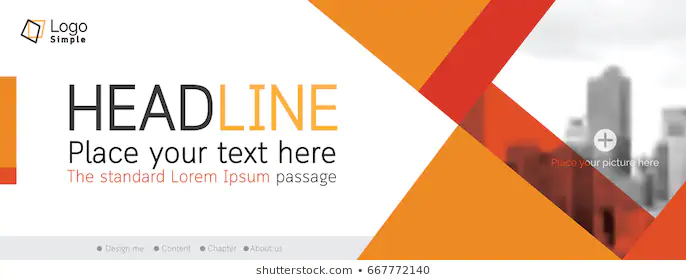 Logo
Simple
HEADLINE
Place your text here
The standard Lorem Ipsum passage
Place your picture here
Design me Content Chapter About us
shutterstock.com • 667772140